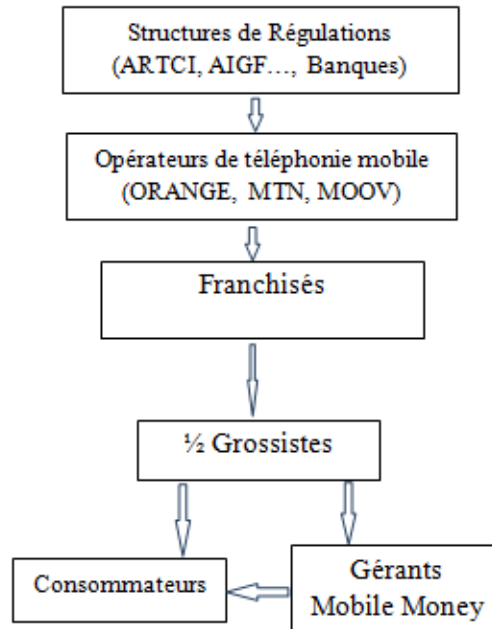 Structures de Régulations
(ARTCI, AIGF…, Banques)
Opérateurs de téléphonie mobile
(ORANGE, MTN, MOOV)
Franchisés
½ Grossistes
Consommateurs
Gérants
Mobile Money